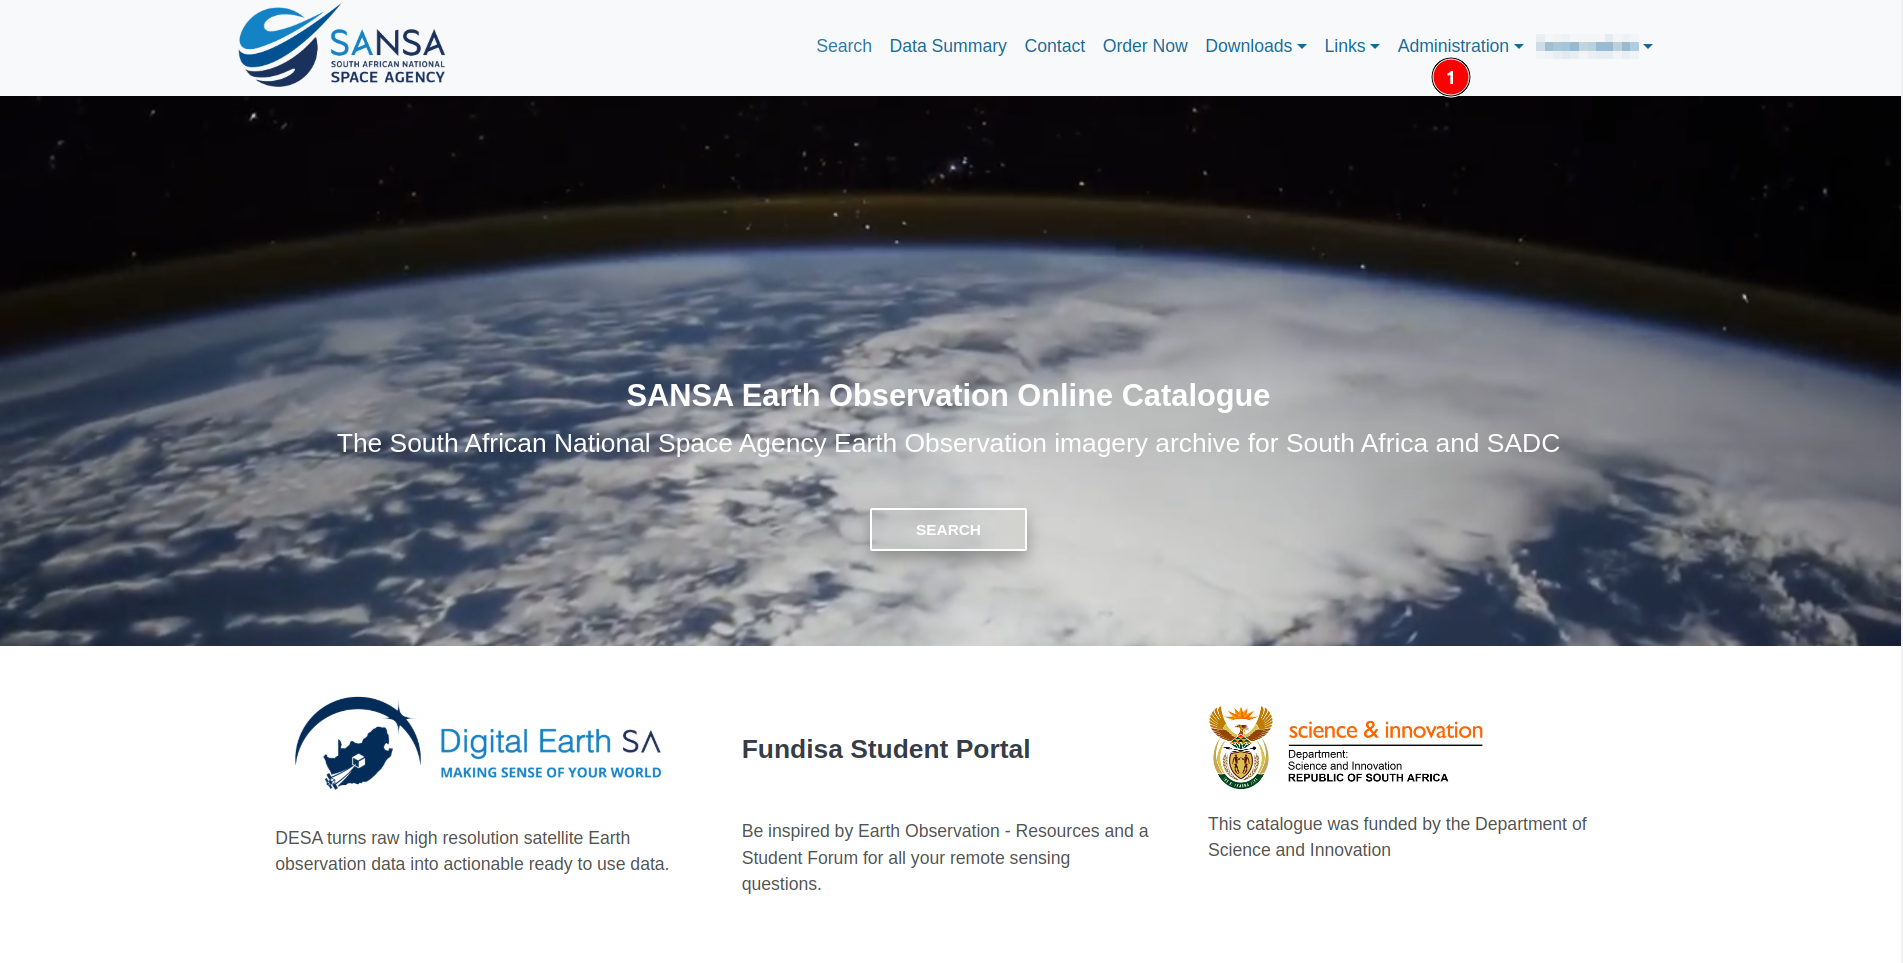 SANSA
SOUTH AFRICAN NATIONAL
SPACE AGENCY
Search Data Summary Contact Order Now Downloads Links Administration
1
SANSA Earth Observation Online Catalogue
The South African National Space Agency Earth Observation imagery archive for South Africa and SADC
SEARCH
Digital Earth SA
MAKING SENSE OF YOUR WORLD
DESA turns raw high resolution satellite Earth
observation data into actionable ready to use data.
Fundisa Student Portal
Be inspired by Earth Observation - Resources and a
Student Forum for all your remote sensing
questions.
science & innovation
Department:
Science and Innovation
REPUBLIC OF SOUTH AFRICA
This catalogue was funded by the Department of
Science and Innovation